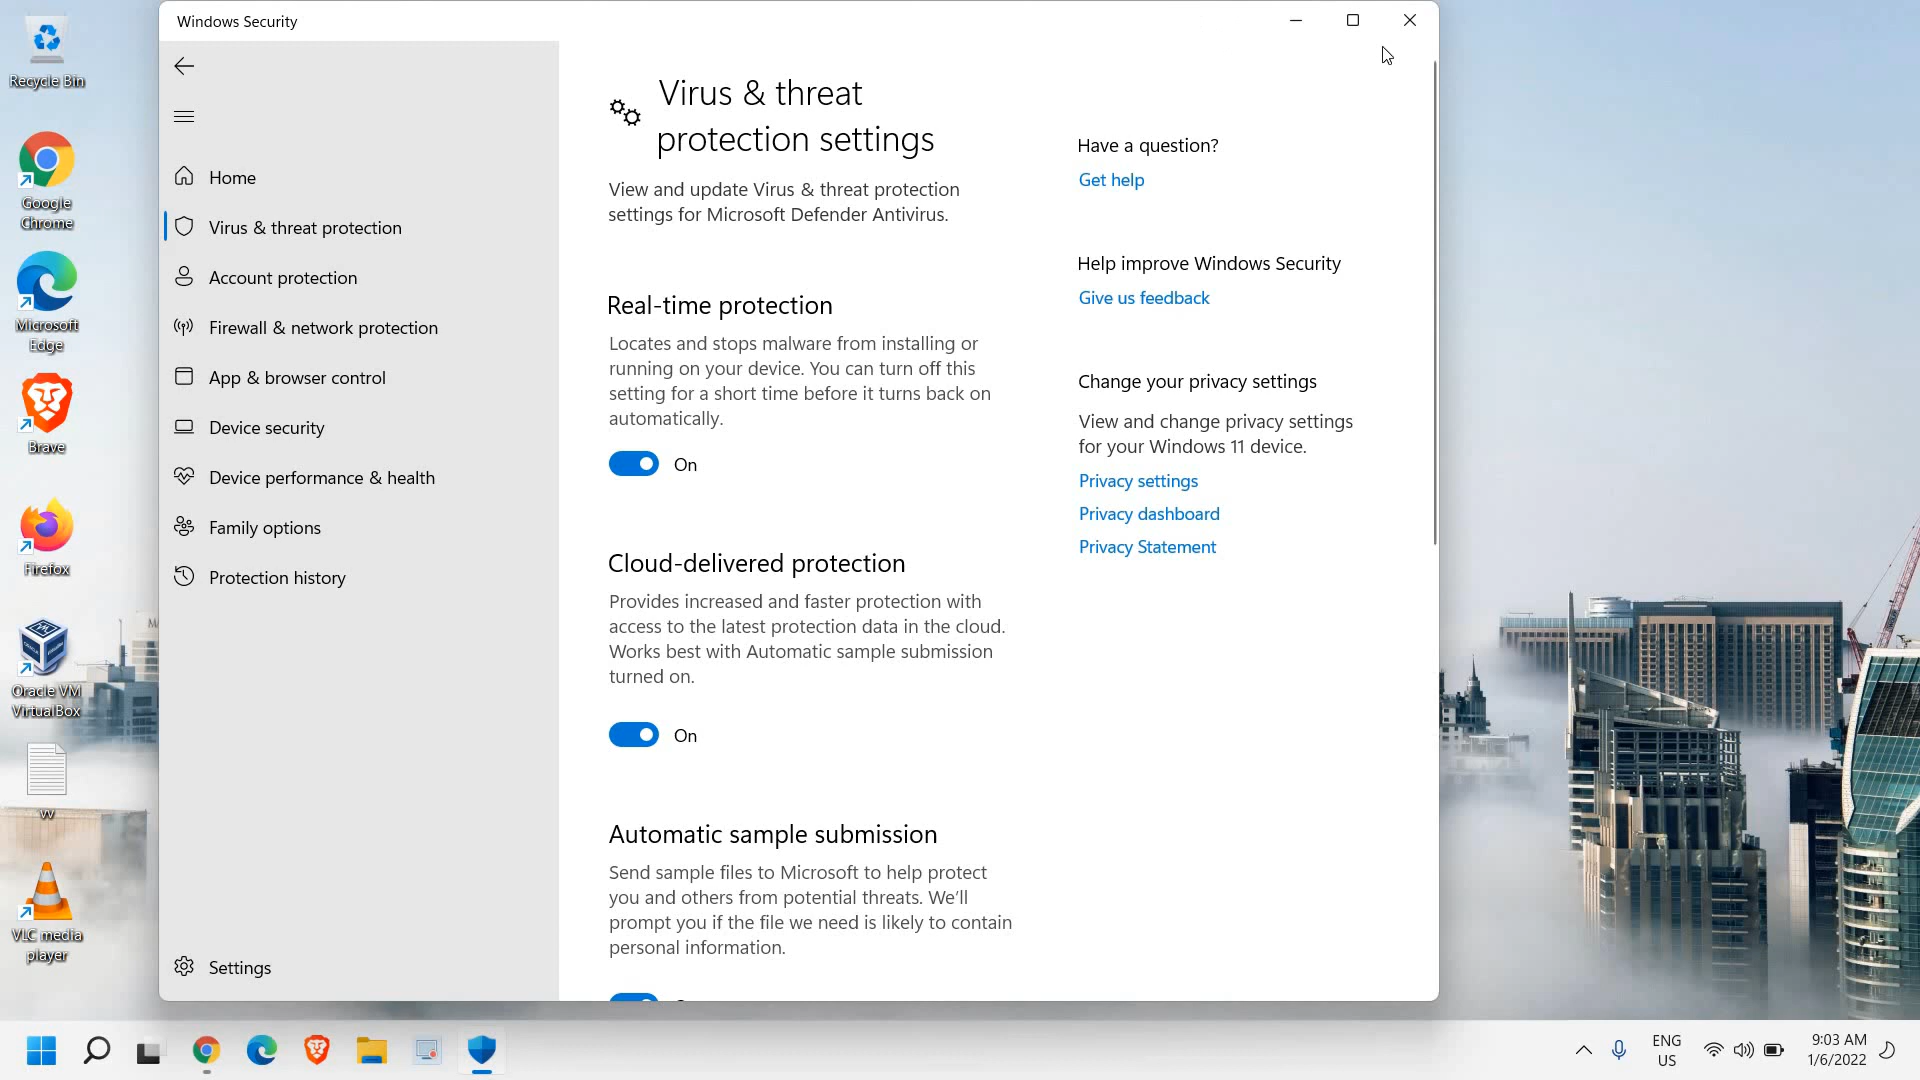 Windows Security
Recycle Bin
Google
Chrome
Microsoft
Edge
Brave
Firefox
Oracle VM
VirtualBox
vv
VLC media
player
Home
Virus & threat protection
Account protection
Firewall & network protection
App & browser control
Device security
Device performance & health
Family options
Protection history
Settings
Virus & threat
protection settings
View and update Virus & threat protection
settings for Microsoft Defender Antivirus.
Real-time protection
Locates and stops malware from installing or
running on your device. You can turn off this
setting for a short time before it turns back on
automatically.
On
Cloud-delivered protection
Provides increased and faster protection with
access to the latest protection data in the cloud.
Works best with Automatic sample submission
turned on.
On
Automatic sample submission
Send sample files to Microsoft to help protect
you and others from potential threats. We'll
prompt you if the file we need is likely to contain
personal information.
Have a question?
Get help
Help improve Windows Security
Give us feedback
Change your privacy settings
View and change privacy settings
for your Windows 11 device.
Privacy settings
Privacy dashboard
Privacy Statement
ENG
US
9:03 AM
1/6/2022